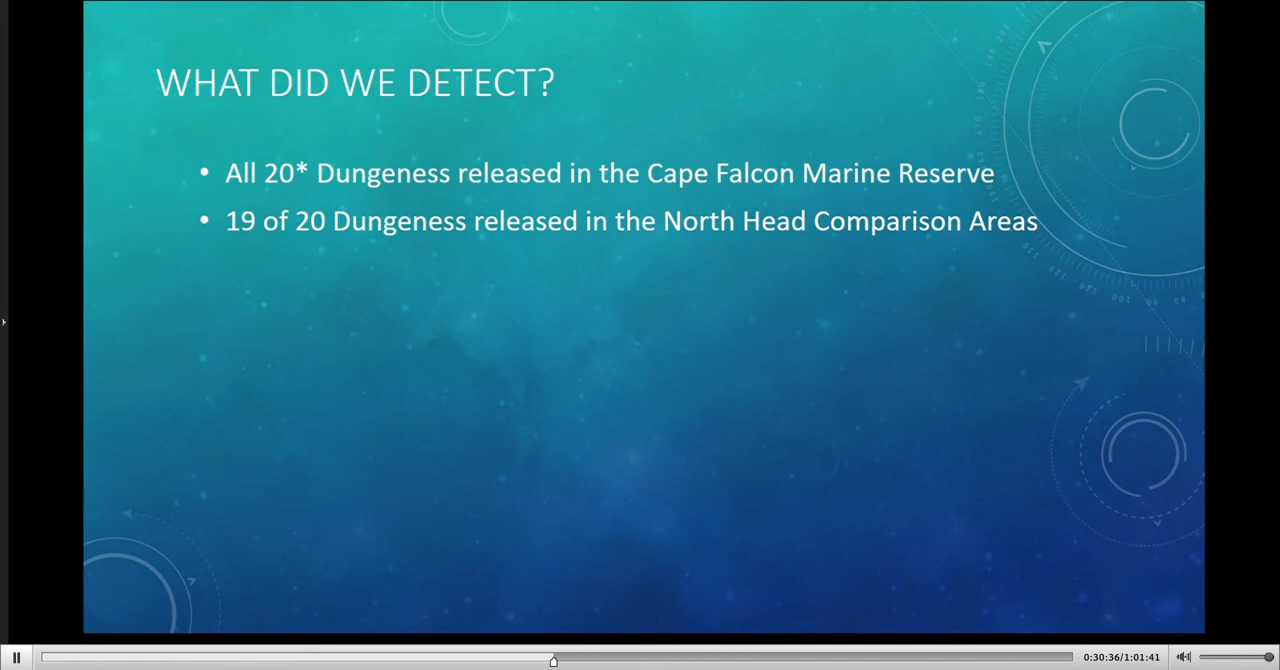 WHAT DID WE DETECT?
• All 20* Dungeness released in the Cape Falcon Marine Reserve
• 19 of 20 Dungeness released in the North Head Comparison Areas
0:30:36/1:01:41